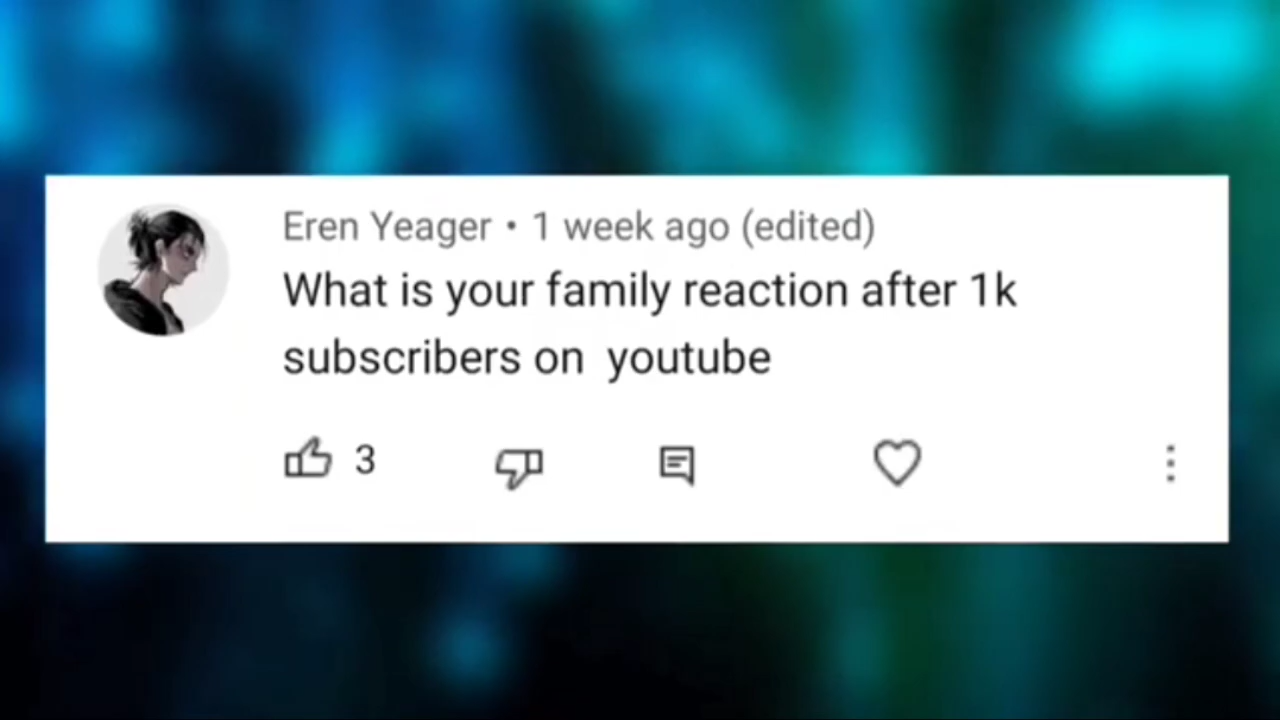 Eren Yeager • 1 week ago (edited)
What is your family reaction after 1k
subscribers on  youtube
3